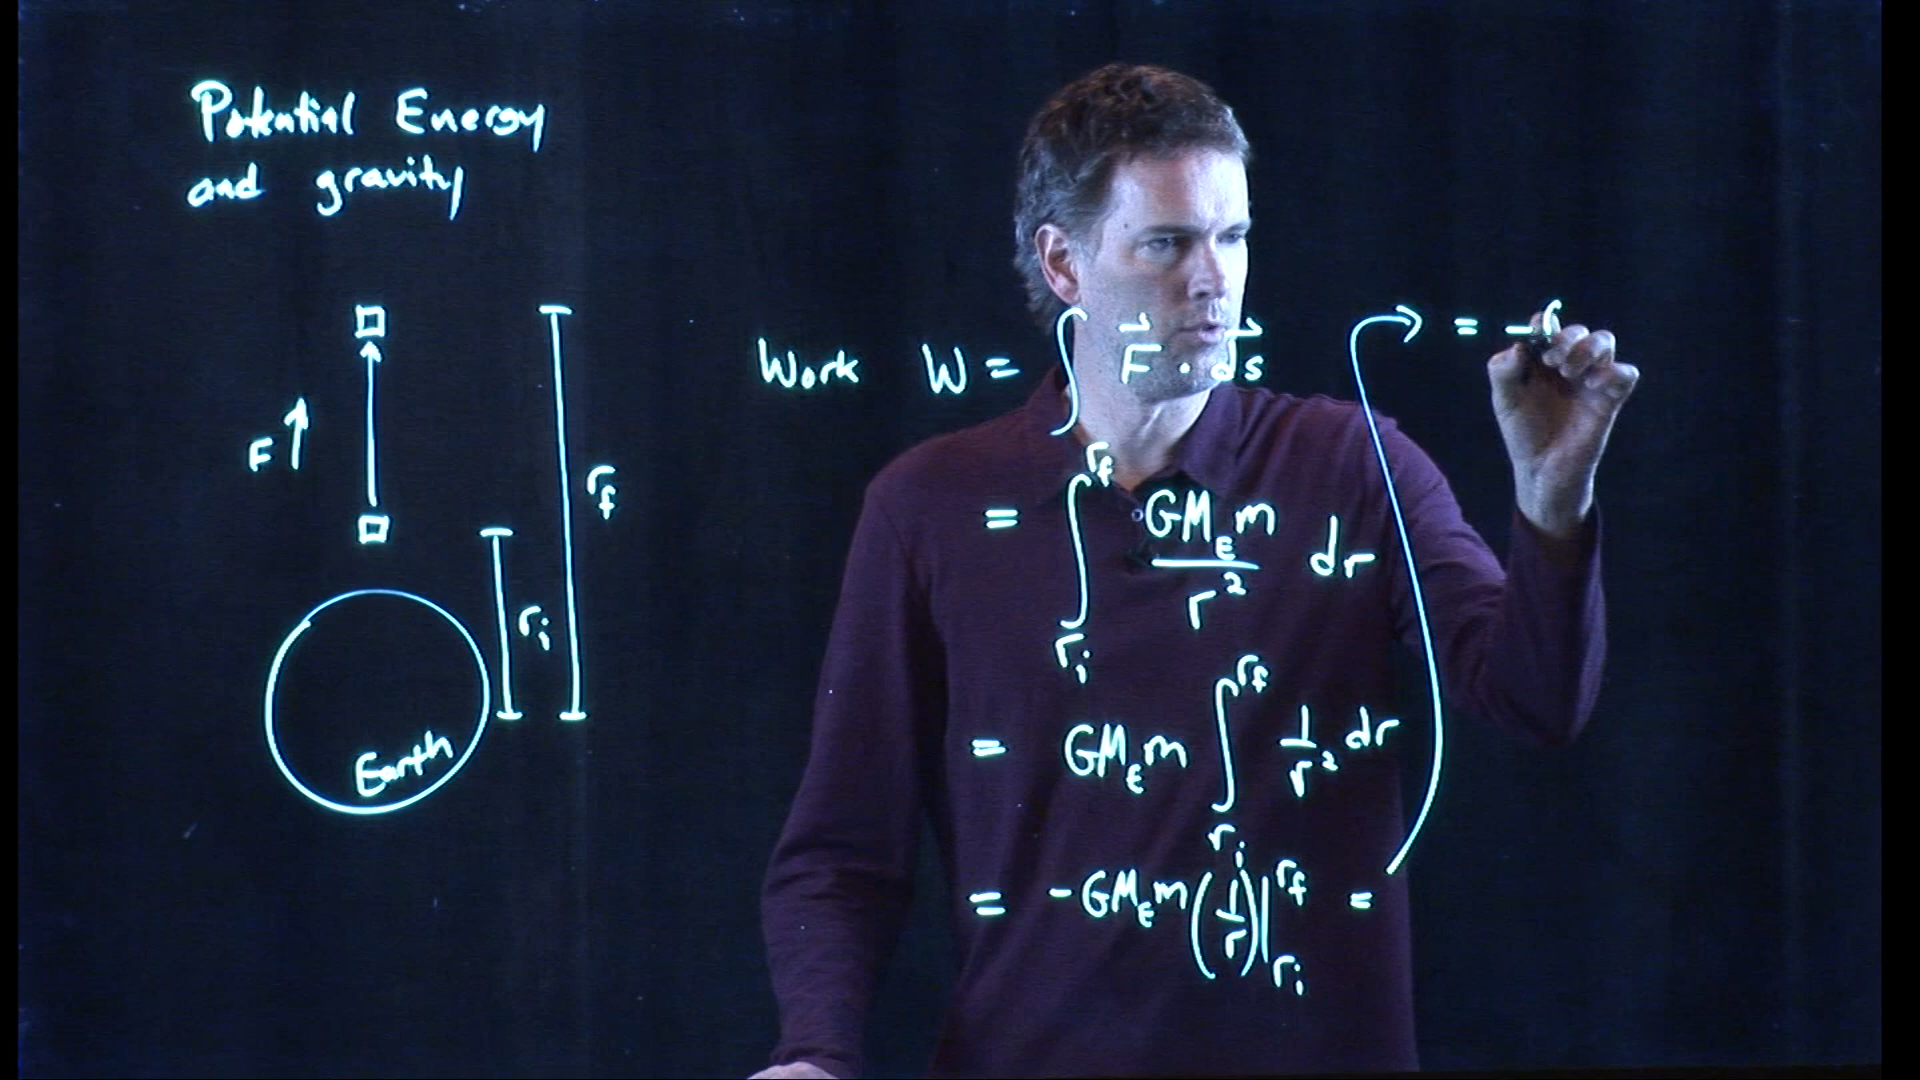 Potential Energy
and gravity
F
r_f
r_i
Earth
Work W = ∫ F⃗ · ds⃗
= ∫_{r_i}^{r_f} GM_E m / r² dr
= GM_E m ∫_{r_i}^{r_f} 1/r² dr
= -GM_E m (1/r)|_{r_i}^{r_f} =
= -